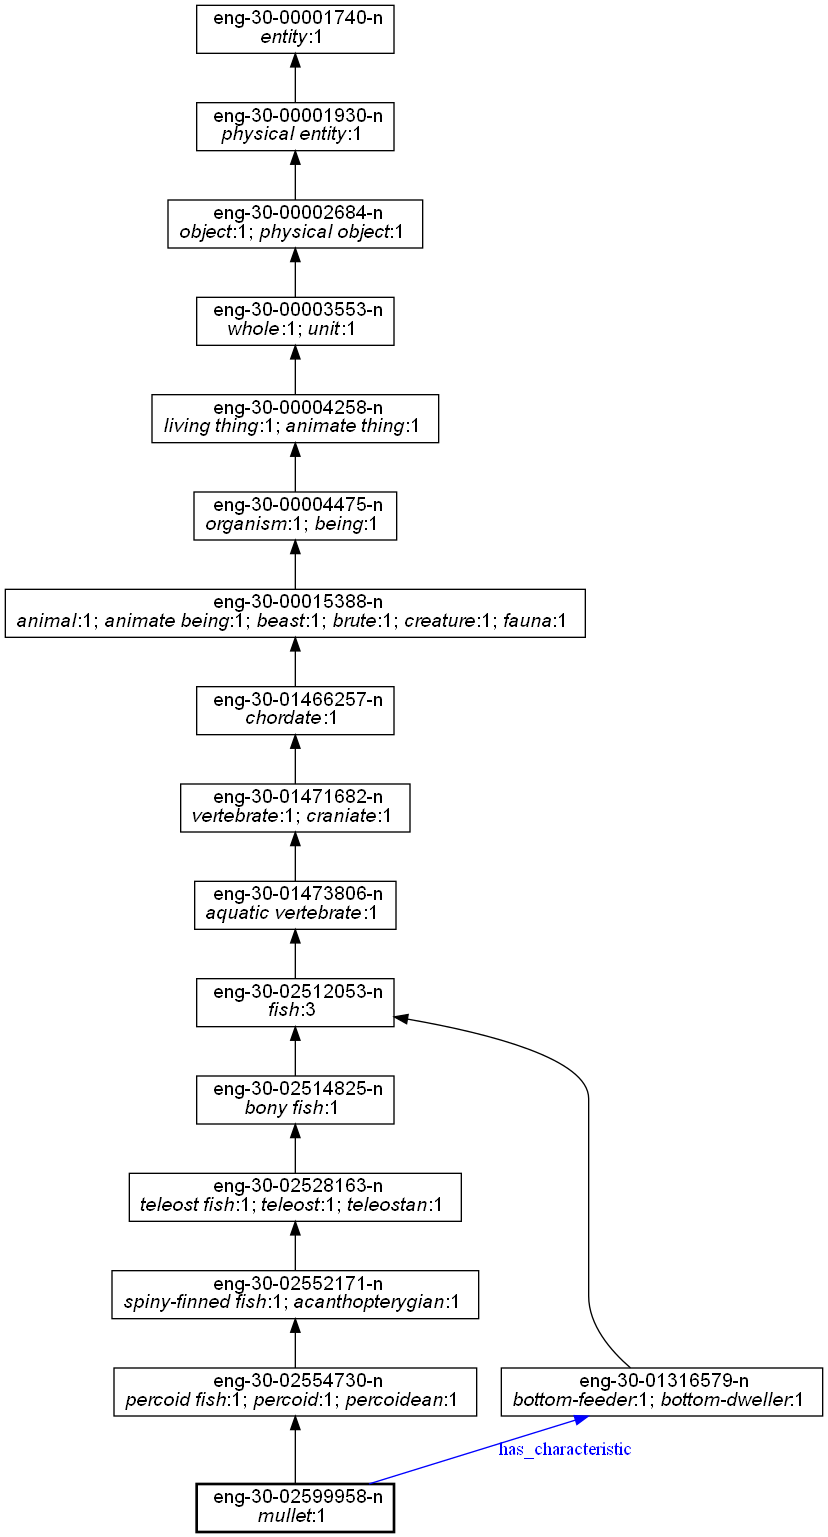 eng-30-00001740-n
entity:1
eng-30-00001930-n
physical entity:1
eng-30-00002684-n
object:1; physical object:1
eng-30-00003553-n
whole:1; unit:1
eng-30-00004258-n
living thing:1; animate thing:1
eng-30-00004475-n
organism:1; being:1
eng-30-00015388-n
animal:1; animate being:1; beast:1; brute:1; creature:1; fauna:1
eng-30-01466257-n
chordate:1
eng-30-01471682-n
vertebrate:1; craniate:1
eng-30-01473806-n
aquatic vertebrate:1
eng-30-02512053-n
fish:3
eng-30-02514825-n
bony fish:1
eng-30-02528163-n
teleost fish:1; teleost:1; teleostan:1
eng-30-02552171-n
spiny-finned fish:1; acanthopterygian:1
eng-30-02554730-n
percoid fish:1; percoid:1; percoidean:1
eng-30-01316579-n
bottom-feeder:1; bottom-dweller:1
has_characteristic
eng-30-02599958-n
mullet:1